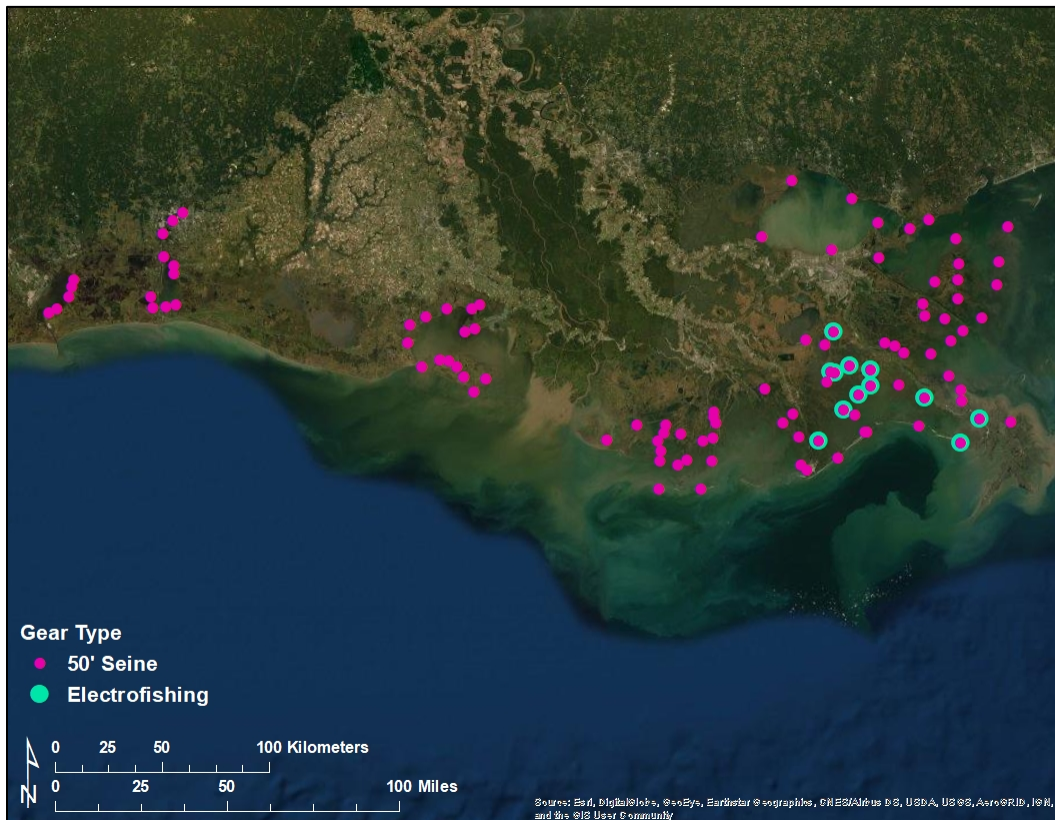 Gear Type
50' Seine
Electrofishing
0 25 50 100 Kilometers
0 25 50 100 Miles
N
Source: Esri, DigitalGlobe, GeoEye, Earthstar Geographics, CNES/Airbus DS, USDA, USGS, AeroGRID, IGN,
and the GIS User Community